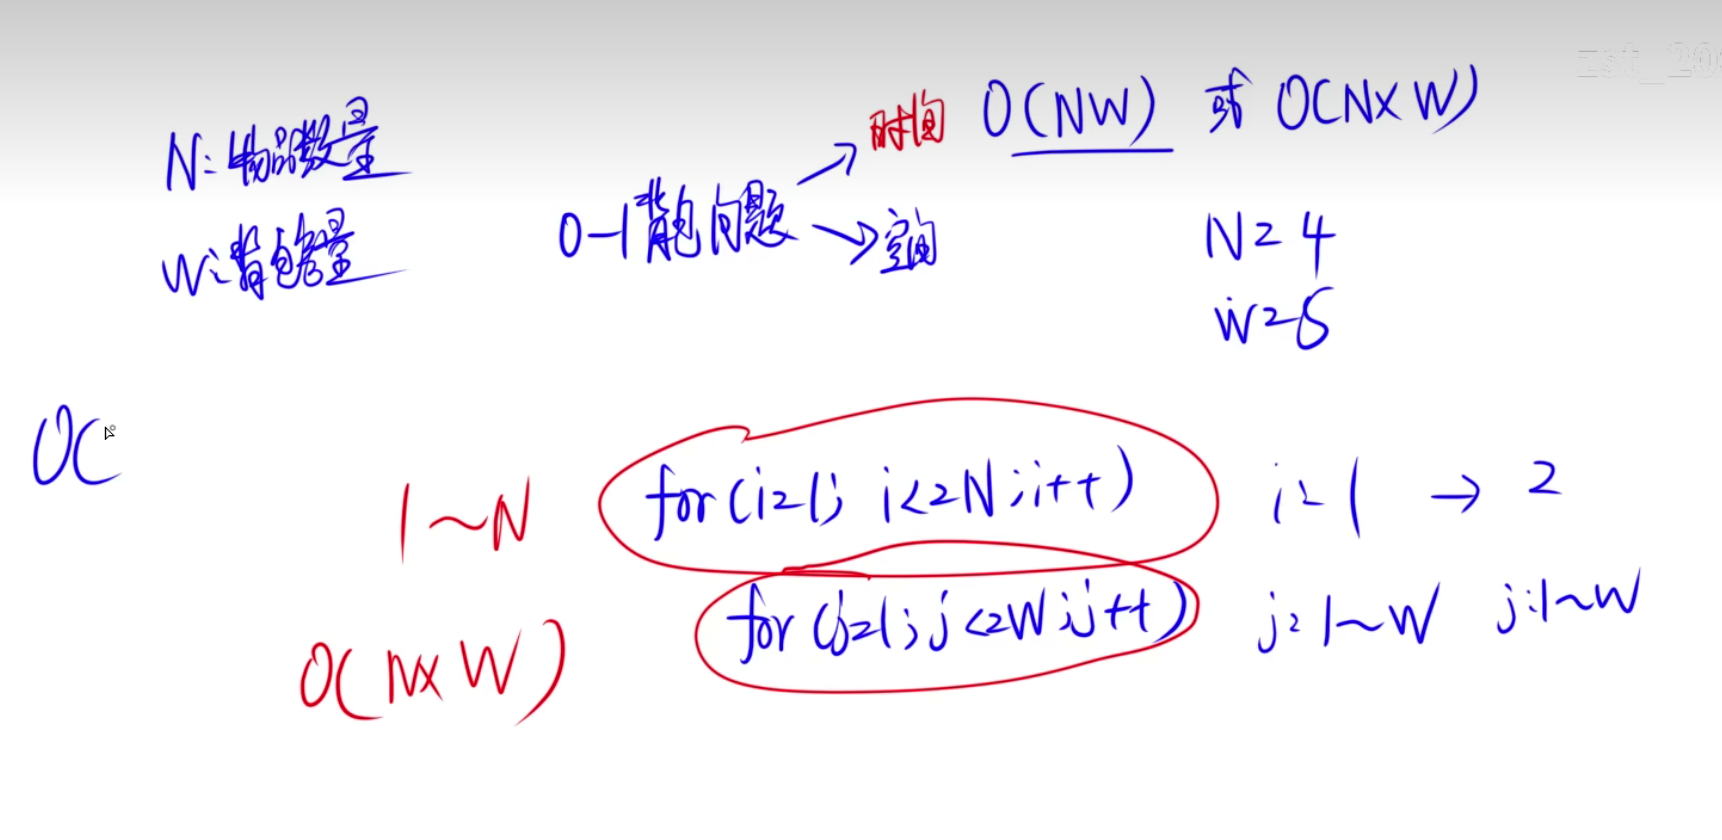 zst_20
时间 O(NW) 或 O(N×W)
N:物品数量
0-1背包问题
空间
W:背包容量
N=4
W=5
O(
1~N for(i=1; i<=N;i++) i=1 → 2
for(j=1;j<=W;j++) j=1~W j:1~W
O(N×W)